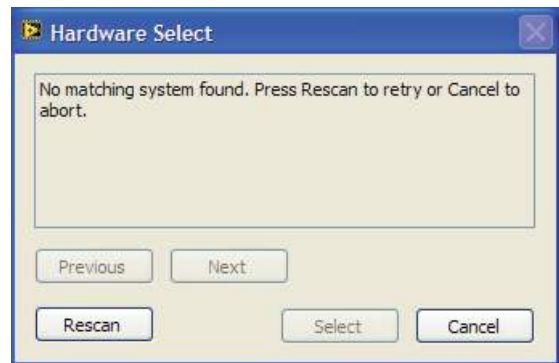 Hardware Select
No matching system found. Press Rescan to retry or Cancel to
abort.
Previous Next
Rescan Select Cancel